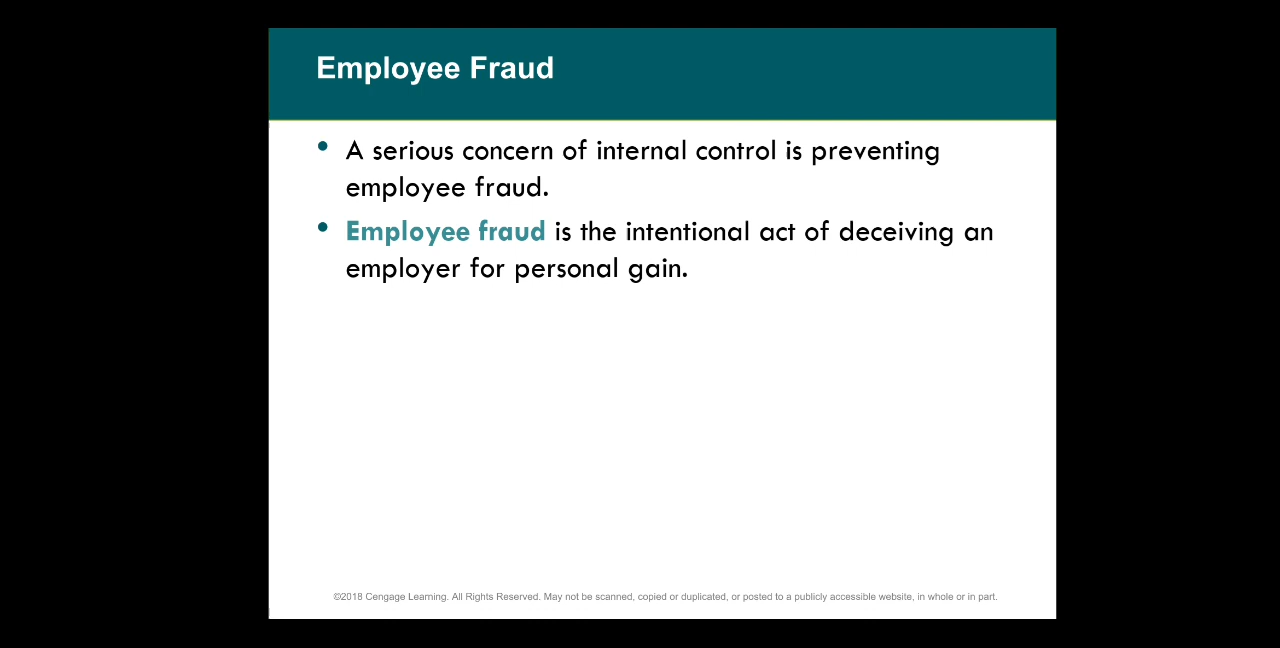 Employee Fraud
• A serious concern of internal control is preventing
employee fraud.
• Employee fraud is the intentional act of deceiving an
employer for personal gain.
©2018 Cengage Learning. All Rights Reserved. May not be scanned, copied or duplicated, or posted to a publicly accessible website, in whole or in part.